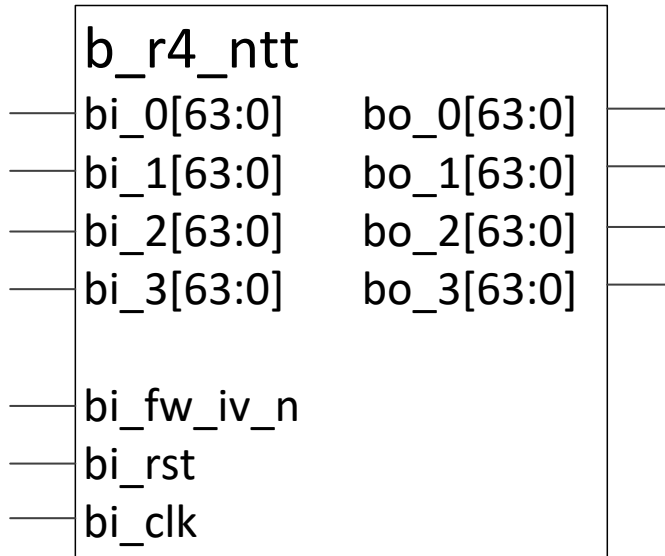 b_r4_ntt
bi_0[63:0] bo_0[63:0]
bi_1[63:0] bo_1[63:0]
bi_2[63:0] bo_2[63:0]
bi_3[63:0] bo_3[63:0]
bi_fw_iv_n
bi_rst
bi_clk